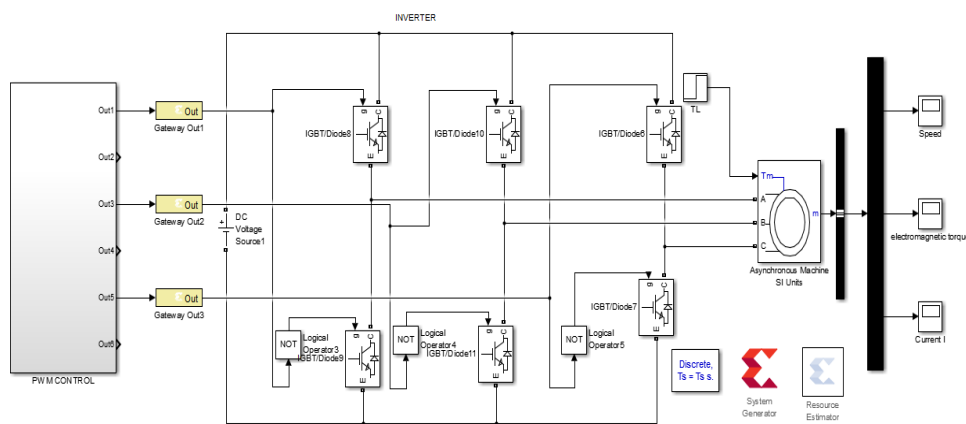 INVERTER
Out1
Out2
Out3
Out4
Out5
Out6
PWM CONTROL
Out
Gateway Out1
Out
Gateway Out2
Out
Gateway Out3
+
DC
Voltage
Source1
g
C
E
IGBT/Diode8
g
C
E
IGBT/Diode10
g
C
E
IGBT/Diode6
TL
Tm
A
B
C
m
Asynchronous Machine
SI Units
Speed
electromagnetic torque
Current I
NOT
Logical
Operator3
g
C
E
IGBT/Diode9
NOT
Logical
Operator4
g
C
E
IGBT/Diode11
NOT
Logical
Operator5
g
C
E
IGBT/Diode7
Discrete,
Ts = Ts s.
System
Generator
Resource
Estimator